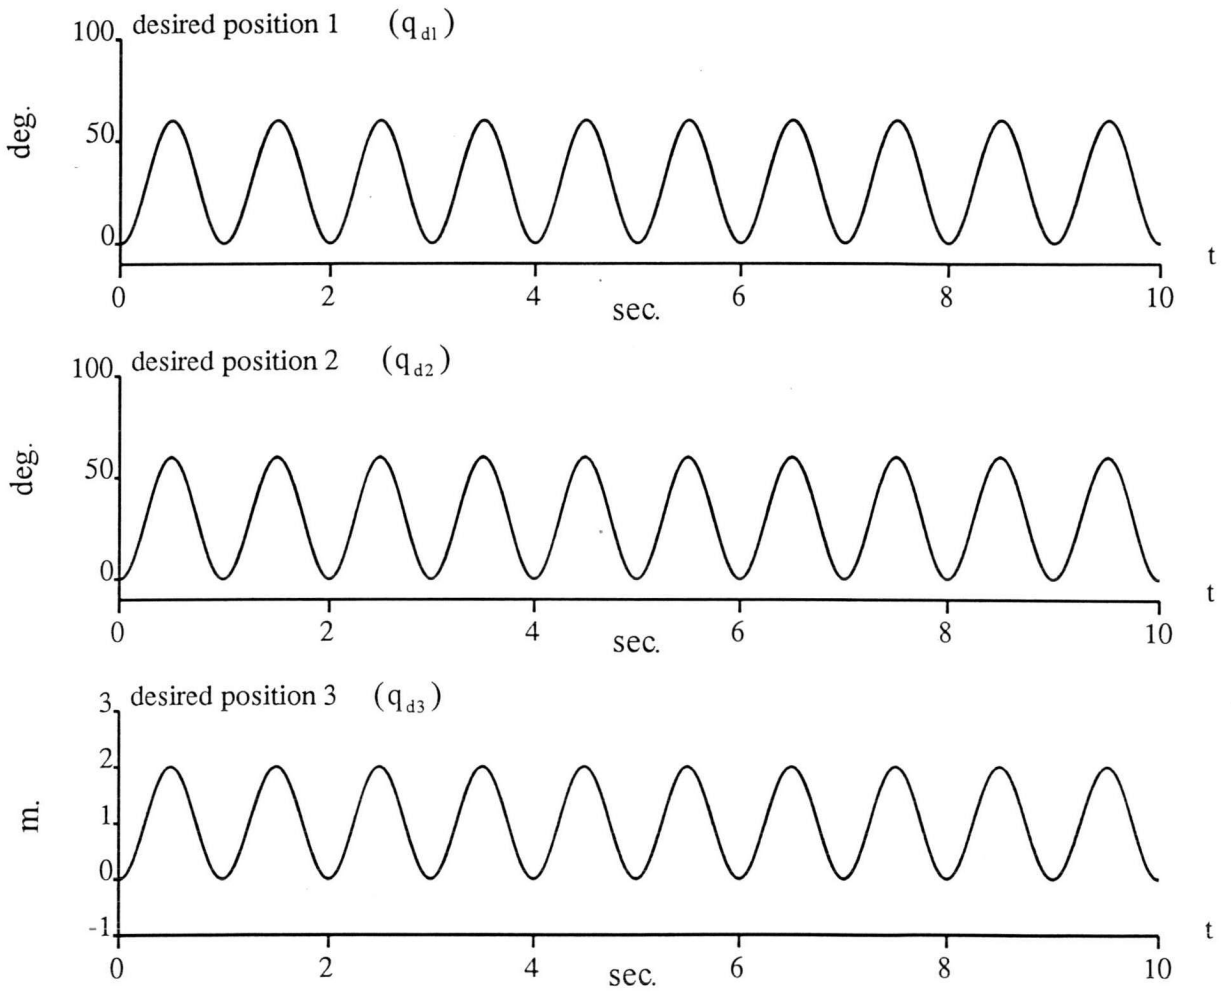 desired position 1 (q_d1)
100
50
0
deg.
0 2 4 6 8 10
t
sec.
desired position 2 (q_d2)
100
50
0
deg.
0 2 4 6 8 10
t
sec.
desired position 3 (q_d3)
3
2
1
0
-1
m.
0 2 4 6 8 10
t
sec.